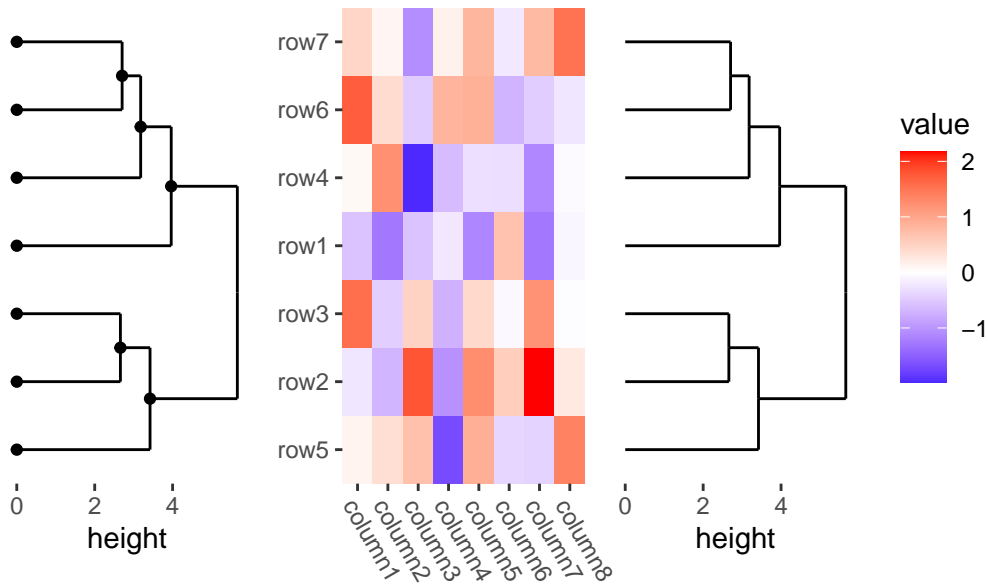 row7
row6
row4
row1
row3
row2
row5
column1
column2
column3
column4
column5
column6
column7
column8
0 2 4
height
0 2 4
height
value
2
1
0
−1